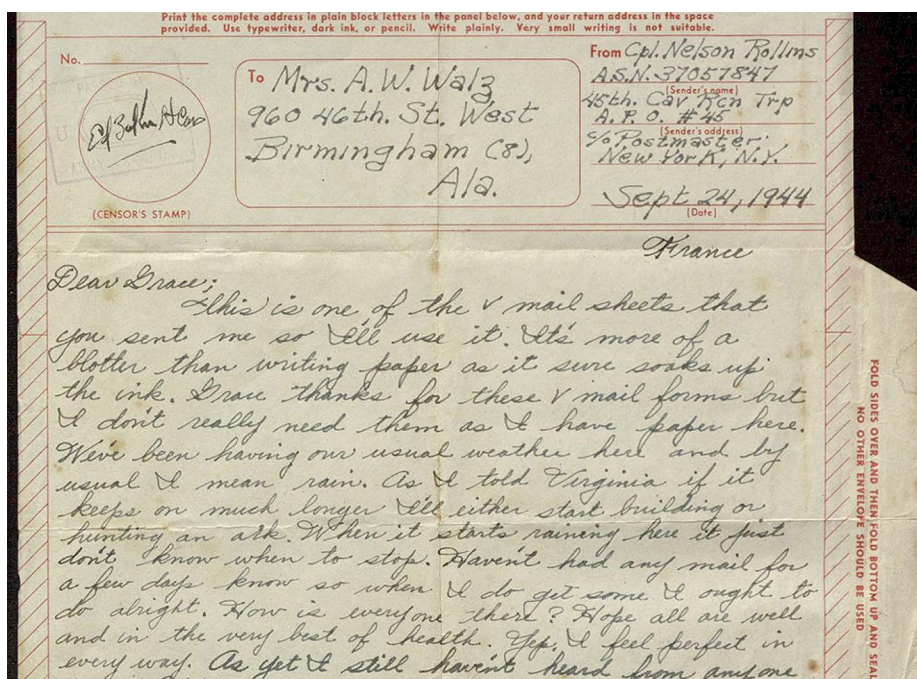 Print the complete address in plain block letters in the panel below, and your return address in the space
provided. Use typewriter, dark ink, or pencil. Write plainly. Very small writing is not suitable.
No.
(CENSOR'S STAMP)
To Mrs. A. W. Walz
960 46th. St. West
Birmingham (8),
Ala.
From Cpl. Nelson Rollins
A.S.N. 37057847
(Sender's name)
45th. Cav Rcn Trp
A. P. O. # 45
(Sender's address)
c/o Postmaster
New York, N.Y.
Sept 24, 1944
(Date)
France
Dear Grace;
This is one of the V mail sheets that
you sent me so I'll use it. It's more of a
blotter than writing paper as it sure soaks up
the ink. Grace thanks for these V mail forms but
I don't really need them as I have paper here.
We've been having our usual weather here and by
usual I mean rain. As I told Virginia if it
keeps on much longer I'll either start building or
hunting an ark. When it starts raining here it just
don't know when to stop. Haven't had any mail for
a few days know so when I do get some I ought to
do alright. How is everyone there? Hope all are well
and in the very best of health. Yep, I feel perfect in
every way. As yet I still haven't heard from anyone
FOLD SIDES OVER AND THEN FOLD BOTTOM UP AND SEAL
NO OTHER ENVELOPE SHOULD BE USED